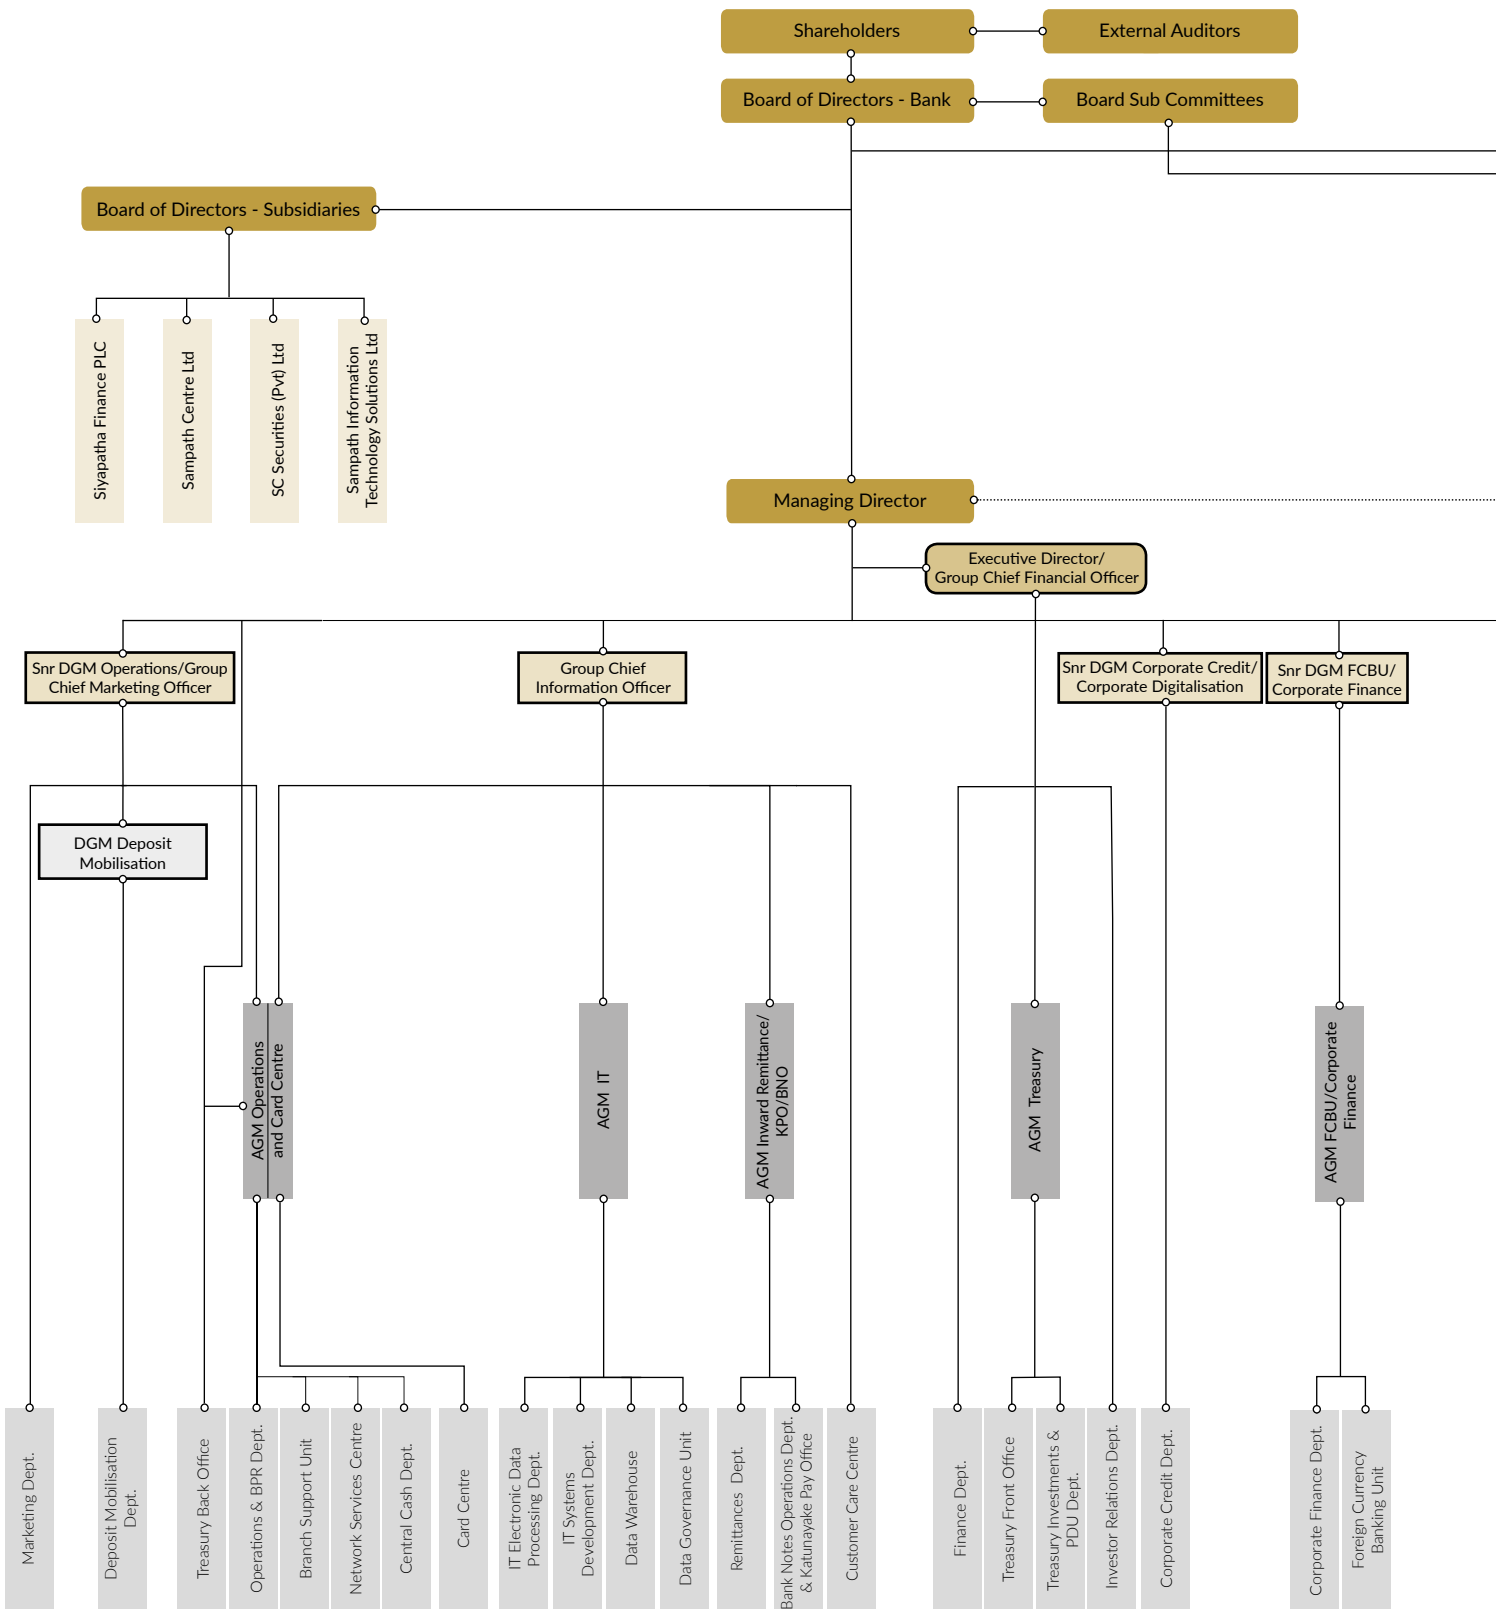 Shareholders
External Auditors
Board of Directors - Bank
Board Sub Committees
Board of Directors - Subsidiaries
Siyapatha Finance PLC
Sampath Centre Ltd
SC Securities (Pvt) Ltd
Sampath Information
Technology Solutions Ltd
Managing Director
Executive Director/
Group Chief Financial Officer
Snr DGM Operations/Group
Chief Marketing Officer
Group Chief
Information Officer
Snr DGM Corporate Credit/
Corporate Digitalisation
Snr DGM FCBU/
Corporate Finance
DGM Deposit
Mobilisation
AGM Operations
and Card Centre
AGM IT
AGM Inward Remittance/
KPO/BNO
AGM Treasury
AGM FCBU/Corporate
Finance
Marketing Dept.
Deposit Mobilisation
Dept.
Treasury Back Office
Operations & BPR Dept.
Branch Support Unit
Network Services Centre
Central Cash Dept.
Card Centre
IT Electronic Data
Processing Dept.
IT Systems
Development Dept.
Data Warehouse
Data Governance Unit
Remittances Dept.
Bank Notes Operations Dept.
& Katunayake Pay Office
Customer Care Centre
Finance Dept.
Treasury Front Office
Treasury Investments &
PDU Dept.
Investor Relations Dept.
Corporate Credit Dept.
Corporate Finance Dept.
Foreign Currency
Banking Unit